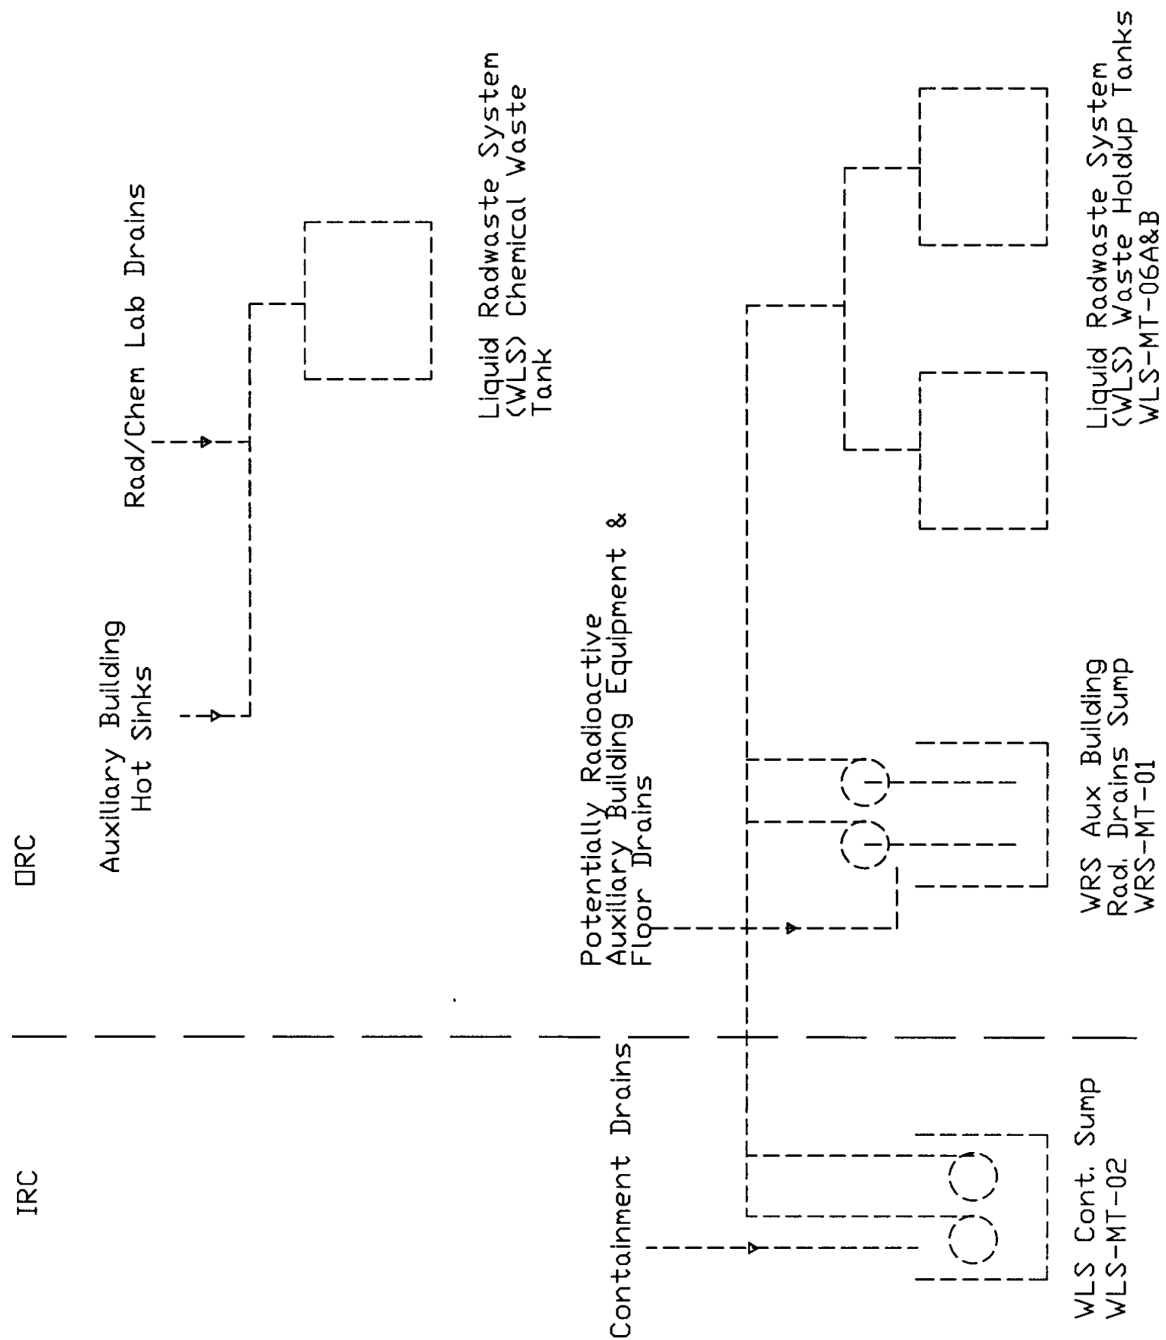 IRC
ORC
Auxiliary Building
Hot Sinks
Rad/Chem Lab Drains
Liquid Radwaste System
(WLS) Chemical Waste
Tank
Containment Drains
Potentially Radioactive
Auxiliary Building Equipment &
Floor Drains
WLS Cont. Sump
WLS-MT-02
WRS Aux Building
Rad. Drains Sump
WRS-MT-01
Liquid Radwaste System
(WLS) Waste Holdup Tanks
WLS-MT-06A&B